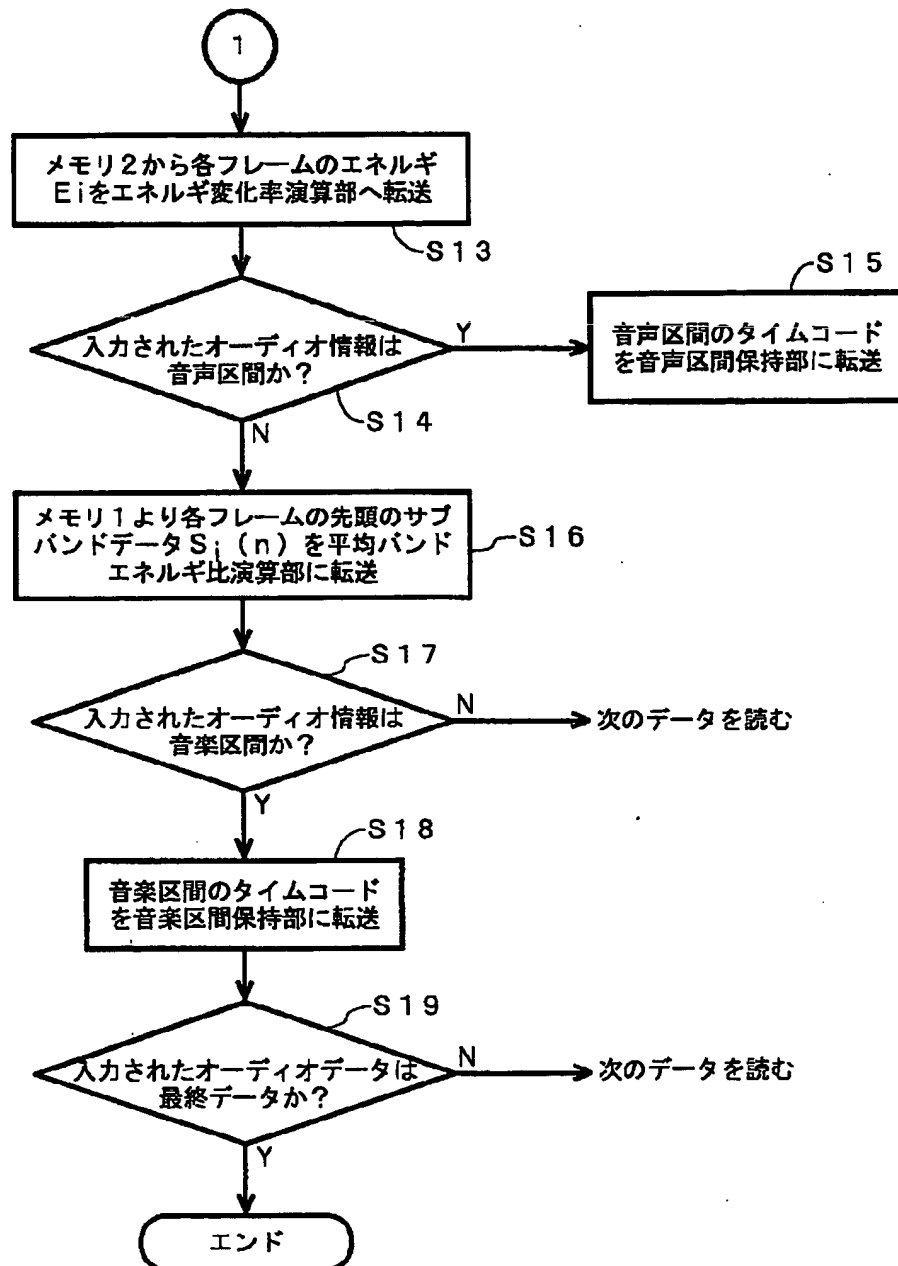 1
メモリ2から各フレームのエネルギ
Eiをエネルギ変化率演算部へ転送
S13
入力されたオーディオ情報は
音声区間か?
S14
Y
N
S15
音声区間のタイムコード
を音声区間保持部に転送
メモリ1より各フレームの先頭のサブ
バンドデータSi(n)を平均バンド
エネルギ比演算部に転送
S16
S17
入力されたオーディオ情報は
音楽区間か?
N
次のデータを読む
Y
S18
音楽区間のタイムコード
を音楽区間保持部に転送
S19
入力されたオーディオデータは
最終データか?
N
次のデータを読む
Y
エンド